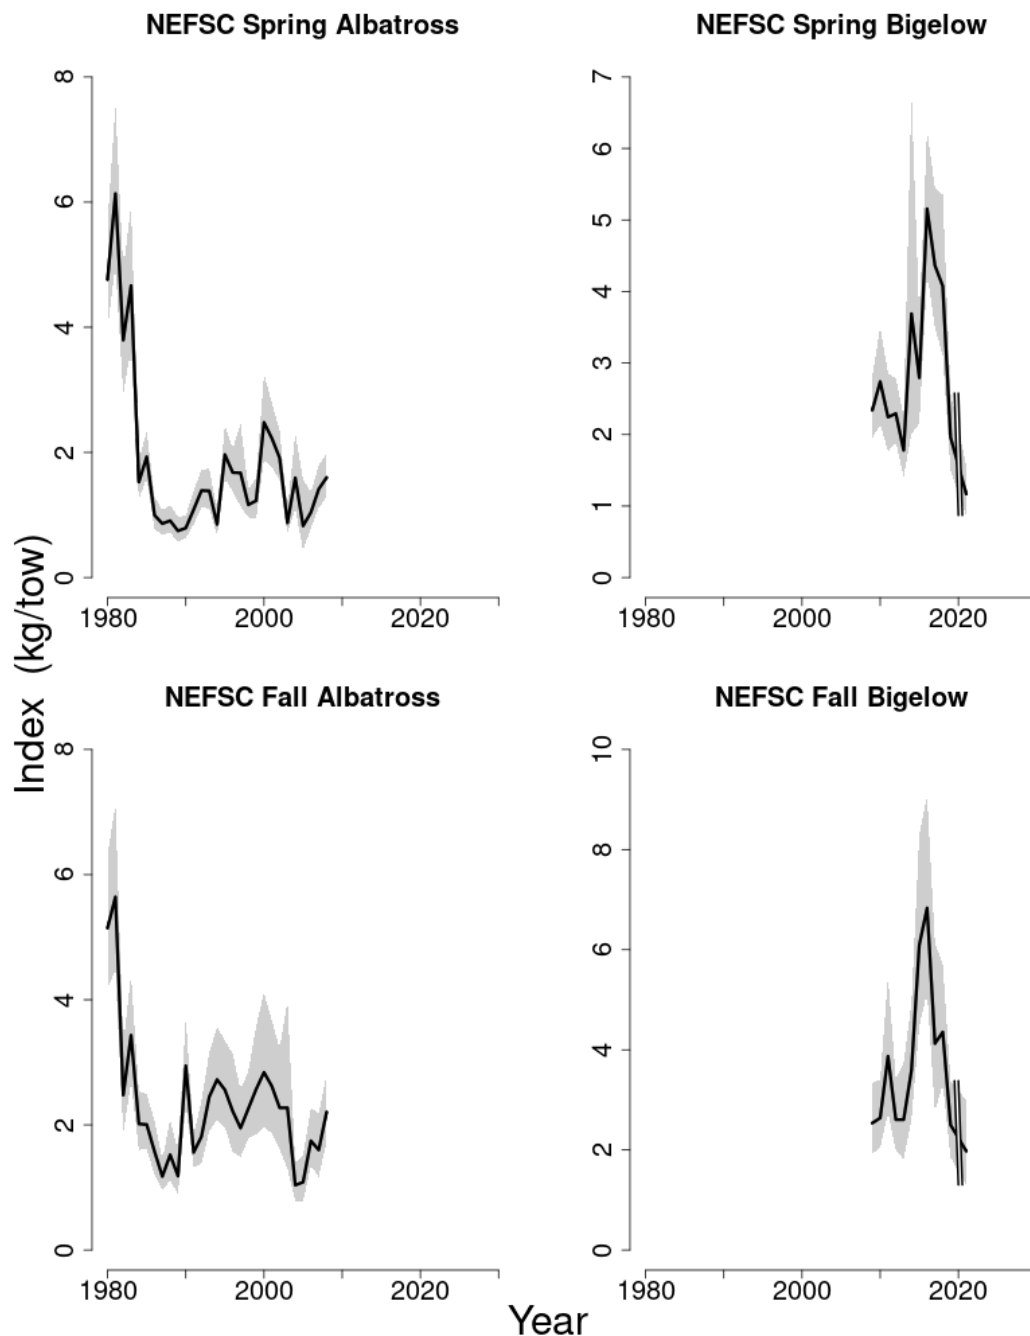 NEFSC Spring Albatross
8
6
4
2
0
1980 2000 2020
NEFSC Spring Bigelow
7
6
5
4
3
2
1
0
1980 2000 2020
Index (kg/tow)
NEFSC Fall Albatross
8
6
4
2
0
1980 2000 2020
NEFSC Fall Bigelow
10
8
6
4
2
0
1980 2000 2020
Year